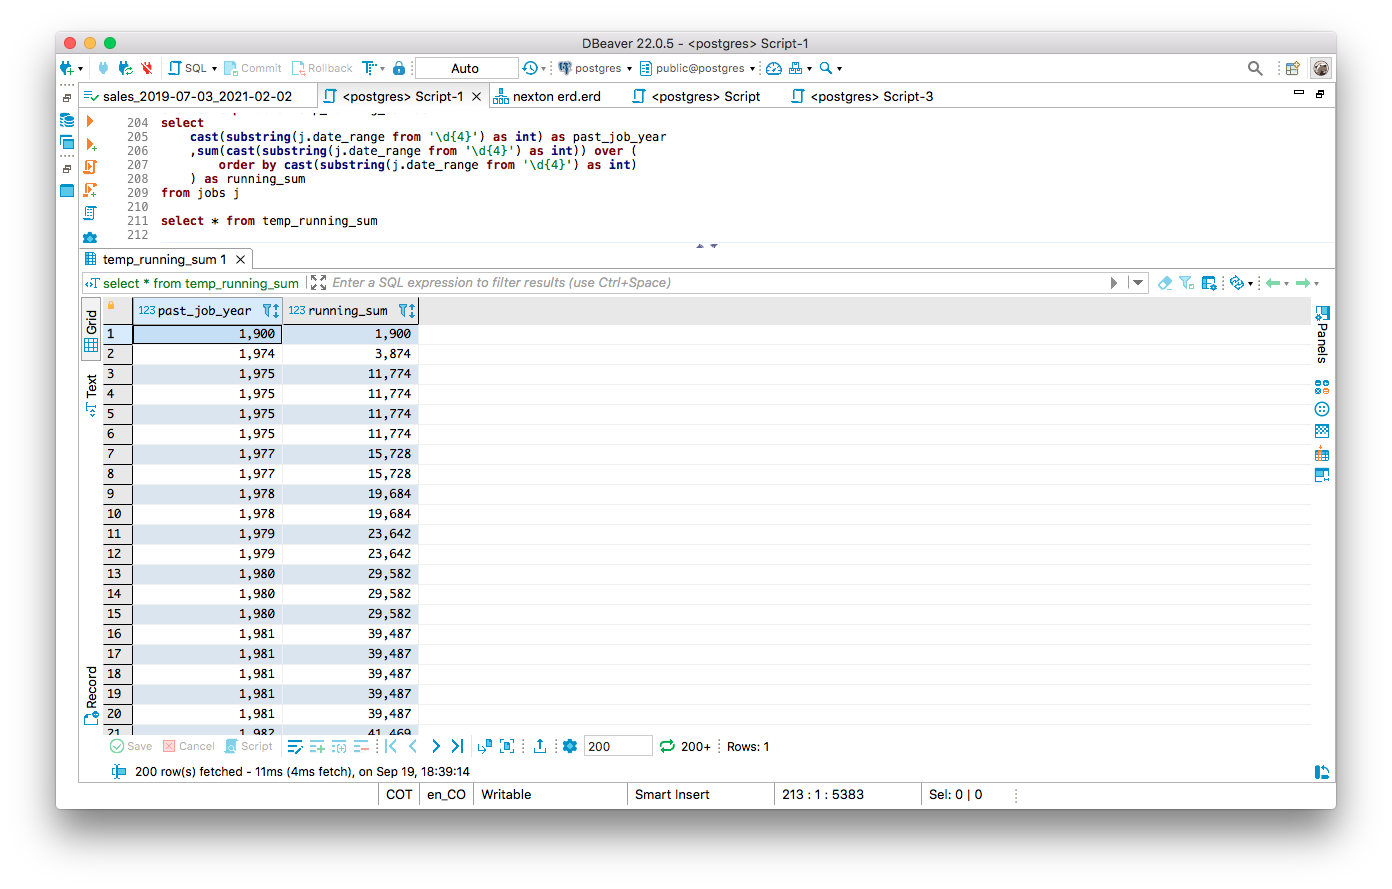 DBeaver 22.0.5 - <postgres> Script-1
SQL Commit Rollback Auto postgres public@postgres
sales_2019-07-03_2021-02-02 <postgres> Script-1 nexton erd.erd <postgres> Script <postgres> Script-3
204 select
205 cast(substring(j.date_range from '\d{4}') as int) as past_job_year
206 ,sum(cast(substring(j.date_range from '\d{4}') as int)) over (
207 order by cast(substring(j.date_range from '\d{4}') as int)
208 ) as running_sum
209 from jobs j
210
211 select * from temp_running_sum
212
temp_running_sum 1
select * from temp_running_sum Enter a SQL expression to filter results (use Ctrl+Space)
Grid
Text
Record
Panels
123 past_job_year 123 running_sum
1 1,900 1,900
2 1,974 3,874
3 1,975 11,774
4 1,975 11,774
5 1,975 11,774
6 1,975 11,774
7 1,977 15,728
8 1,977 15,728
9 1,978 19,684
10 1,978 19,684
11 1,979 23,642
12 1,979 23,642
13 1,980 29,582
14 1,980 29,582
15 1,980 29,582
16 1,981 39,487
17 1,981 39,487
18 1,981 39,487
19 1,981 39,487
20 1,981 39,487
21 1,982 41,469
Save Cancel Script 200 200+ Rows: 1
200 row(s) fetched - 11ms (4ms fetch), on Sep 19, 18:39:14
COT en_CO Writable Smart Insert 213 : 1 : 5383 Sel: 0 | 0